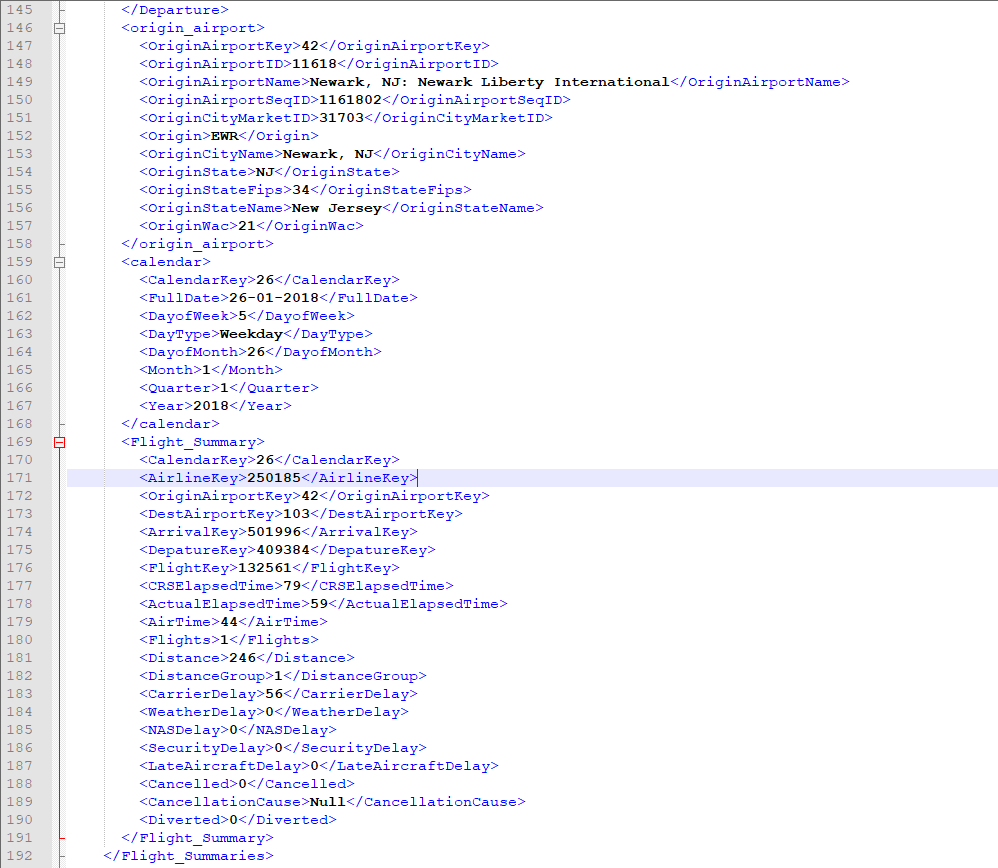 145 </Departure>
146 <origin_airport>
147 <OriginAirportKey>42</OriginAirportKey>
148 <OriginAirportID>11618</OriginAirportID>
149 <OriginAirportName>Newark, NJ: Newark Liberty International</OriginAirportName>
150 <OriginAirportSeqID>1161802</OriginAirportSeqID>
151 <OriginCityMarketID>31703</OriginCityMarketID>
152 <Origin>EWR</Origin>
153 <OriginCityName>Newark, NJ</OriginCityName>
154 <OriginState>NJ</OriginState>
155 <OriginStateFips>34</OriginStateFips>
156 <OriginStateName>New Jersey</OriginStateName>
157 <OriginWac>21</OriginWac>
158 </origin_airport>
159 <calendar>
160 <CalendarKey>26</CalendarKey>
161 <FullDate>26-01-2018</FullDate>
162 <DayofWeek>5</DayofWeek>
163 <DayType>Weekday</DayType>
164 <DayofMonth>26</DayofMonth>
165 <Month>1</Month>
166 <Quarter>1</Quarter>
167 <Year>2018</Year>
168 </calendar>
169 <Flight_Summary>
170 <CalendarKey>26</CalendarKey>
171 <AirlineKey>250185</AirlineKey>
172 <OriginAirportKey>42</OriginAirportKey>
173 <DestAirportKey>103</DestAirportKey>
174 <ArrivalKey>501996</ArrivalKey>
175 <DepatureKey>409384</DepatureKey>
176 <FlightKey>132561</FlightKey>
177 <CRSElapsedTime>79</CRSElapsedTime>
178 <ActualElapsedTime>59</ActualElapsedTime>
179 <AirTime>44</AirTime>
180 <Flights>1</Flights>
181 <Distance>246</Distance>
182 <DistanceGroup>1</DistanceGroup>
183 <CarrierDelay>56</CarrierDelay>
184 <WeatherDelay>0</WeatherDelay>
185 <NASDelay>0</NASDelay>
186 <SecurityDelay>0</SecurityDelay>
187 <LateAircraftDelay>0</LateAircraftDelay>
188 <Cancelled>0</Cancelled>
189 <CancellationCause>Null</CancellationCause>
190 <Diverted>0</Diverted>
191 </Flight_Summary>
192 </Flight_Summaries>